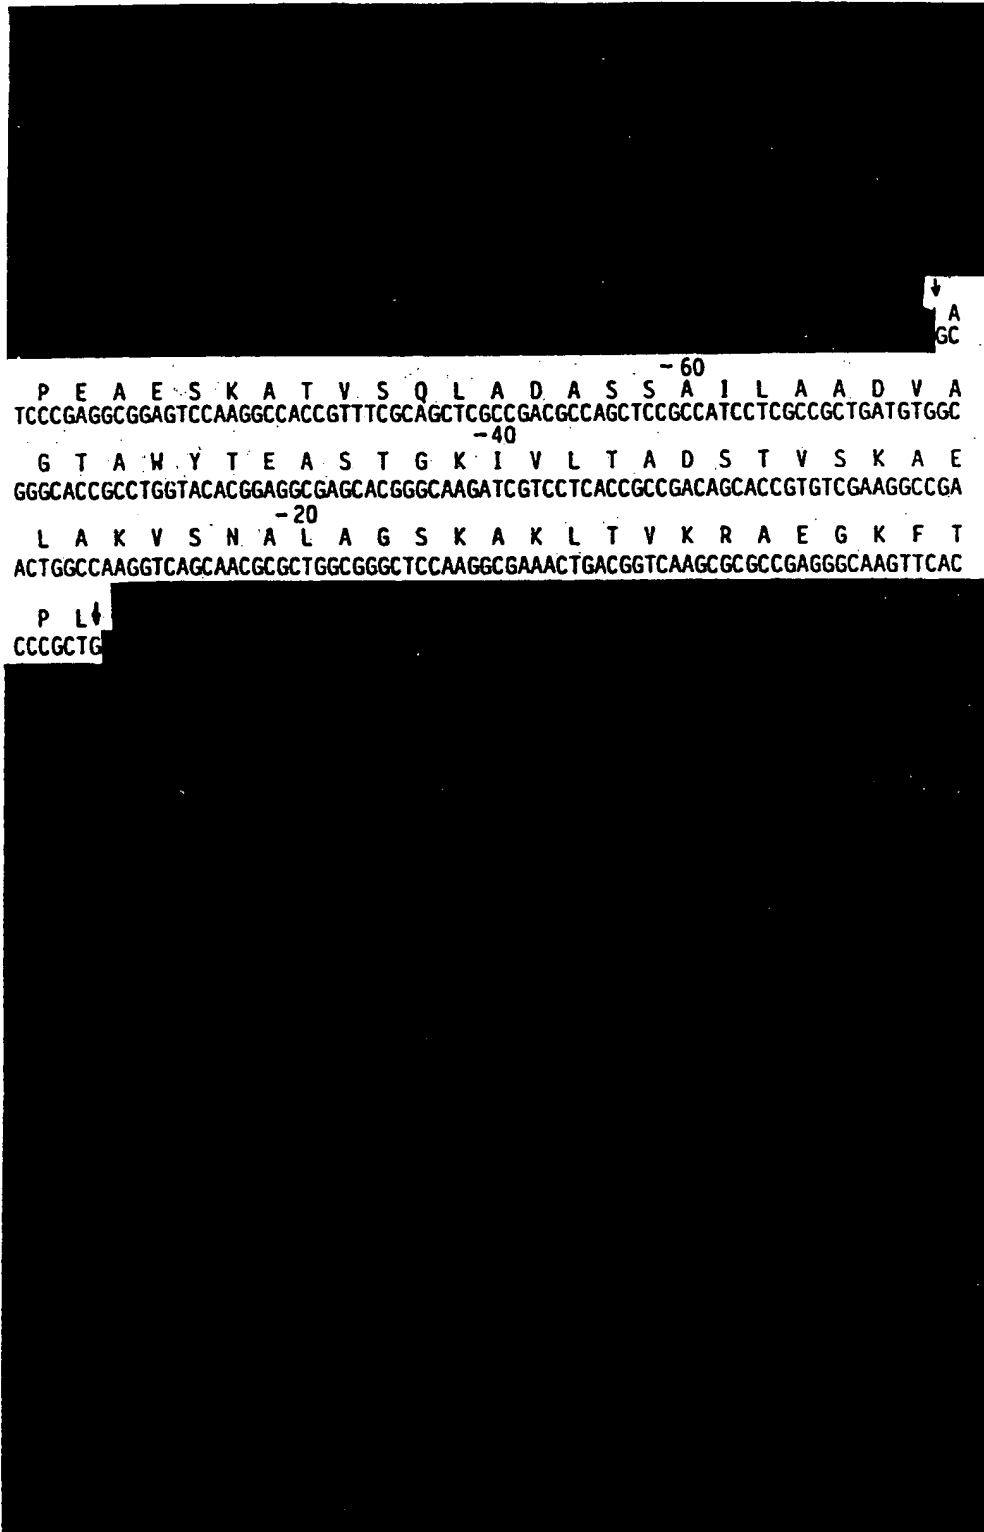 ↓
A
GC
-60
P E A E S K A T V S Q L A D A S S A I L A A D V A
TCCCGAGGCGGAGTCCAAGGCCACCGTTTCGCAGCTCGCCGACGCCAGCTCCGCCATCCTCGCCGCTGATGTGGC
-40
G T A W Y T E A S T G K I V L T A D S T V S K A E
GGGCACCGCCTGGTACACGGAGGCGAGCACGGGCAAGATCGTCCTCACCGCCGACAGCACCGTGTCGAAGGCCGA
-20
L A K V S N A L A G S K A K L T V K R A E G K F T
ACTGGCCAAGGTCAGCAACGCGCTGGCGGGCTCCAAGGCGAAACTGACGGTCAAGCGCGCCGAGGGCAAGTTCAC
P L↓
CCCGCTG